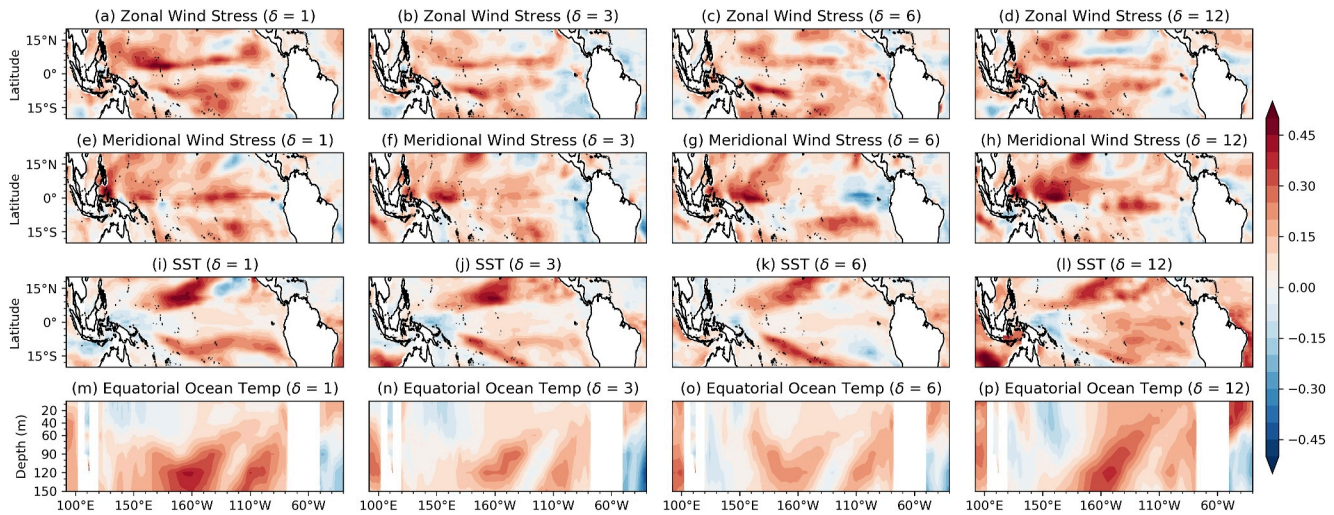 (a) Zonal Wind Stress (δ = 1) (b) Zonal Wind Stress (δ = 3) (c) Zonal Wind Stress (δ = 6) (d) Zonal Wind Stress (δ = 12)
Latitude
15°N
0°
15°S
(e) Meridional Wind Stress (δ = 1) (f) Meridional Wind Stress (δ = 3) (g) Meridional Wind Stress (δ = 6) (h) Meridional Wind Stress (δ = 12)
Latitude
15°N
0°
15°S
(i) SST (δ = 1) (j) SST (δ = 3) (k) SST (δ = 6) (l) SST (δ = 12)
Latitude
15°N
0°
15°S
(m) Equatorial Ocean Temp (δ = 1) (n) Equatorial Ocean Temp (δ = 3) (o) Equatorial Ocean Temp (δ = 6) (p) Equatorial Ocean Temp (δ = 12)
Depth (m)
20
40
60
90
120
150
100°E 150°E 160°W 110°W 60°W 100°E 150°E 160°W 110°W 60°W 100°E 150°E 160°W 110°W 60°W 100°E 150°E 160°W 110°W 60°W
0.45
0.30
0.15
0.00
−0.15
−0.30
−0.45